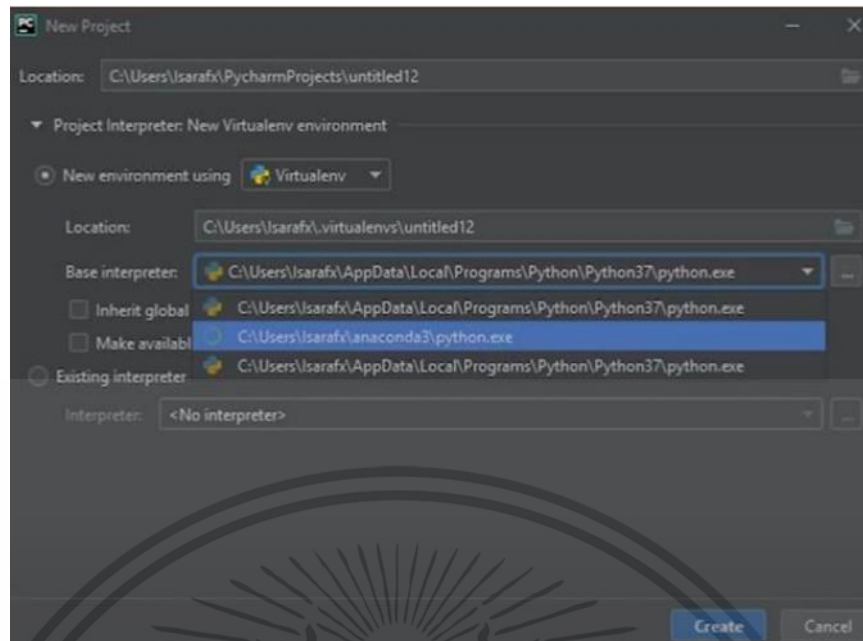 PC New Project
Location: C:\Users\Isarafx\PycharmProjects\untitled12
Project Interpreter: New Virtualenv environment
New environment using Virtualenv
Location: C:\Users\Isarafx\.virtualenvs\untitled12
Base interpreter: C:\Users\Isarafx\AppData\Local\Programs\Python\Python37\python.exe ...
Inherit global C:\Users\Isarafx\AppData\Local\Programs\Python\Python37\python.exe
Make availabl C:\Users\Isarafx\anaconda3\python.exe
C:\Users\Isarafx\AppData\Local\Programs\Python\Python37\python.exe
Existing interpreter
Interpreter: <No interpreter> ...
Create Cancel